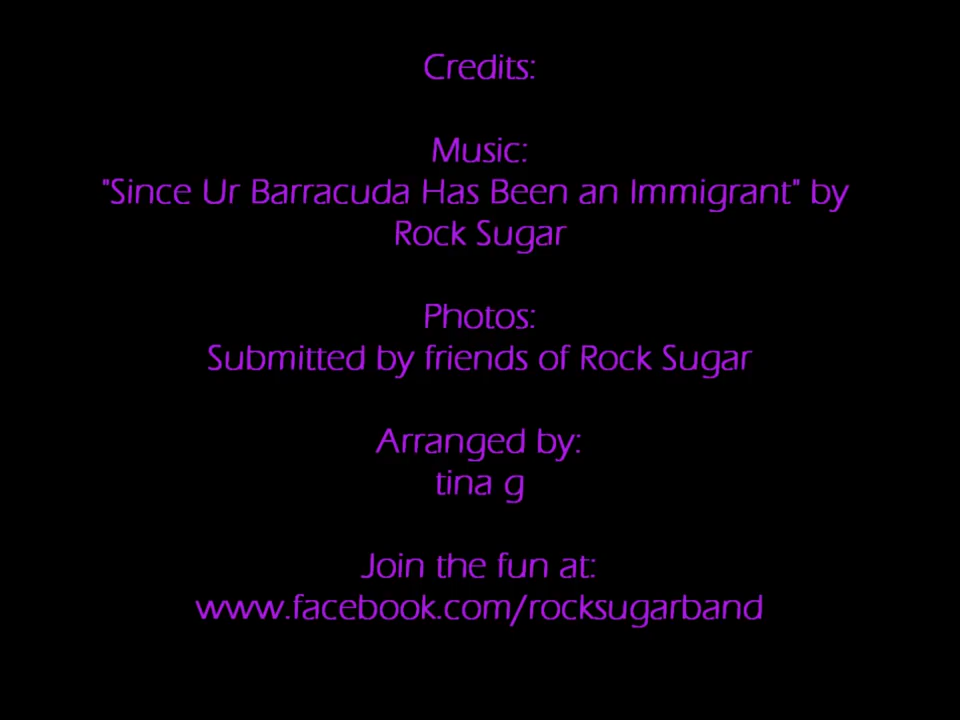 Credits:
Music:
"Since Ur Barracuda Has Been an Immigrant" by
Rock Sugar
Photos:
Submitted by friends of Rock Sugar
Arranged by:
tina g
Join the fun at:
www.facebook.com/rocksugarband